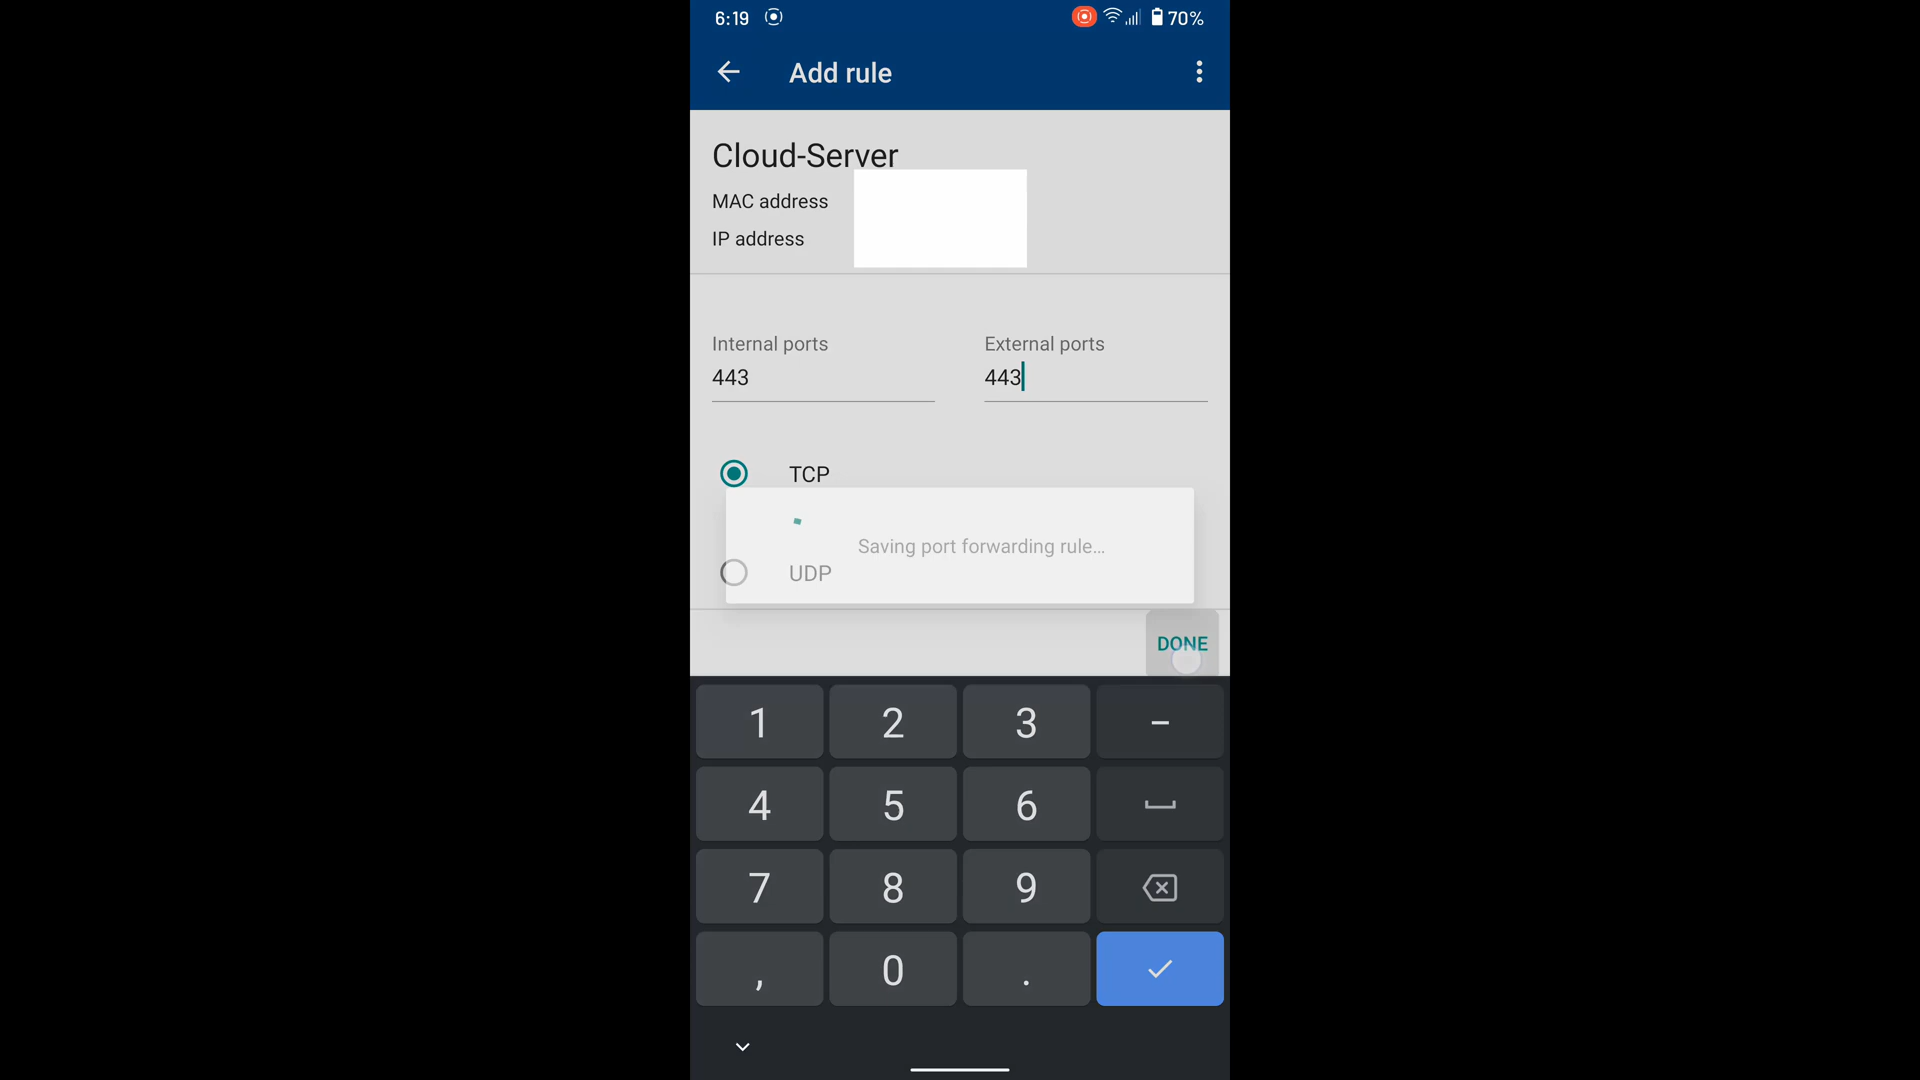 6:19 70%
Add rule
Cloud-Server
MAC address
IP address
Internal ports External ports
443 443
TCP
Saving port forwarding rule…
UDP
DONE
1 2 3 –
4 5 6
7 8 9
, 0 .